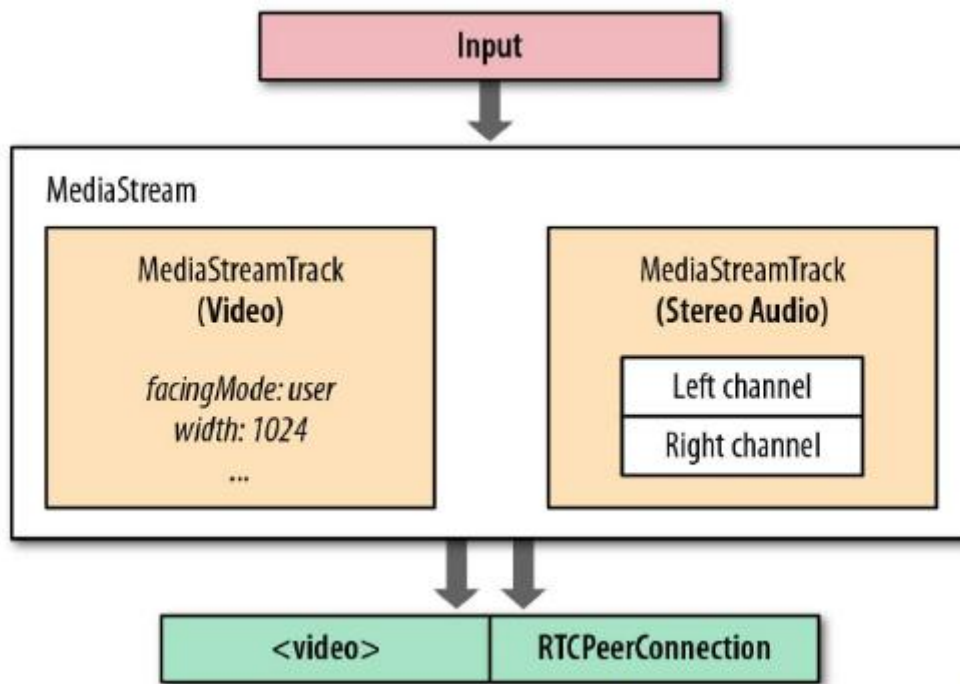 Input
MediaStream
MediaStreamTrack
(Video)
facingMode: user
width: 1024
...
MediaStreamTrack
(Stereo Audio)
Left channel
Right channel
<video>
RTCPeerConnection